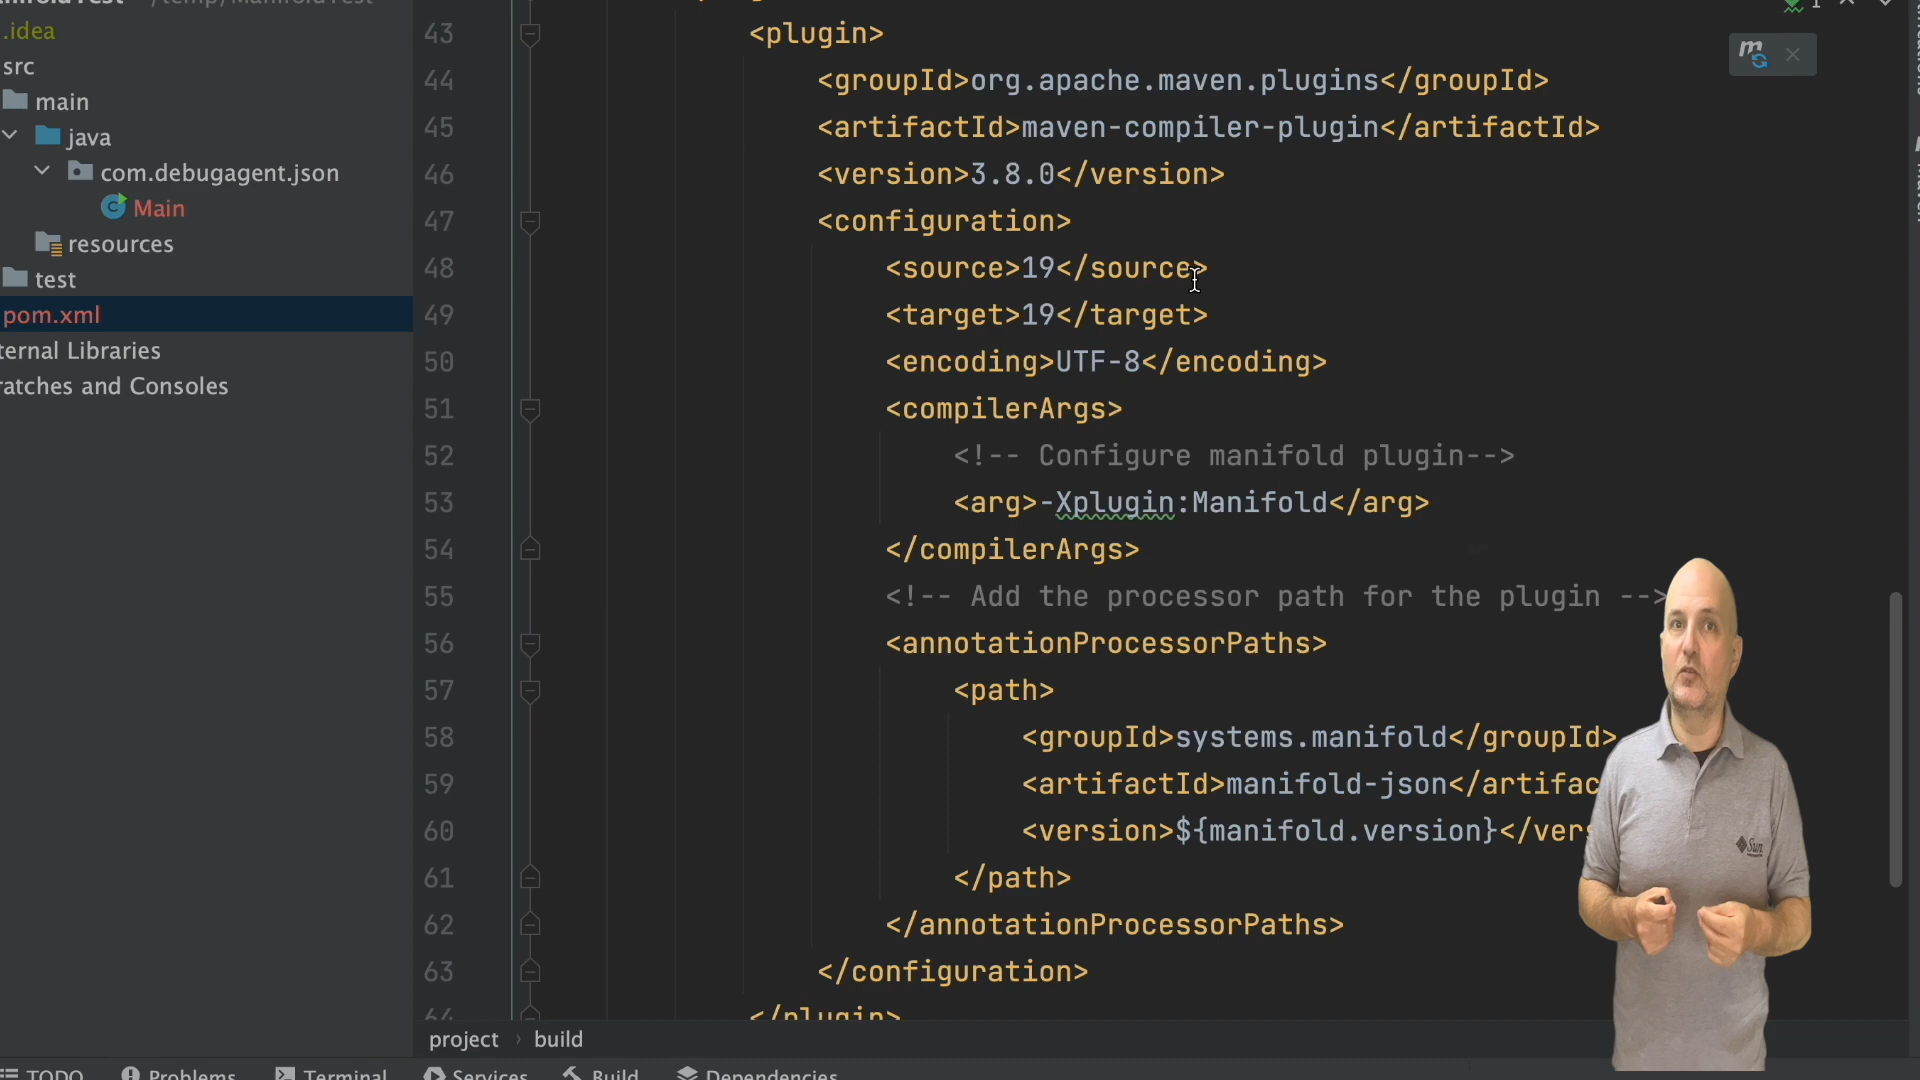 .idea
src
main
java
com.debugagent.json
Main
resources
test
pom.xml
ternal Libraries
ratches and Consoles
1
43 <plugin>
44 <groupId>org.apache.maven.plugins</groupId>
45 <artifactId>maven-compiler-plugin</artifactId>
46 <version>3.8.0</version>
47 <configuration>
48 <source>19</source>
49 <target>19</target>
50 <encoding>UTF-8</encoding>
51 <compilerArgs>
52 <!-- Configure manifold plugin-->
53 <arg>-Xplugin:Manifold</arg>
54 </compilerArgs>
55 <!-- Add the processor path for the plugin -->
56 <annotationProcessorPaths>
57 <path>
58 <groupId>systems.manifold</groupId>
59 <artifactId>manifold-json</artifac
60 <version>${manifold.version}</vers
61 </path>
62 </annotationProcessorPaths>
63 </configuration>
64 </plugin>
project › build
TODO Problems Terminal Services Build Dependencies
Sun